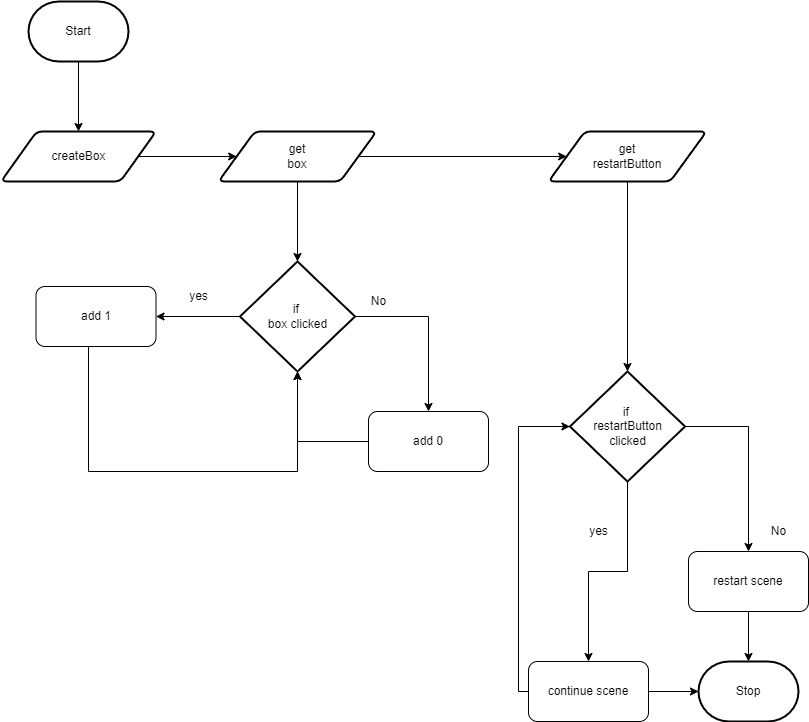 Start
createBox
get
box
get
restartButton
yes
No
add 1
if
box clicked
add 0
if
restartButton
clicked
yes
No
restart scene
continue scene
Stop